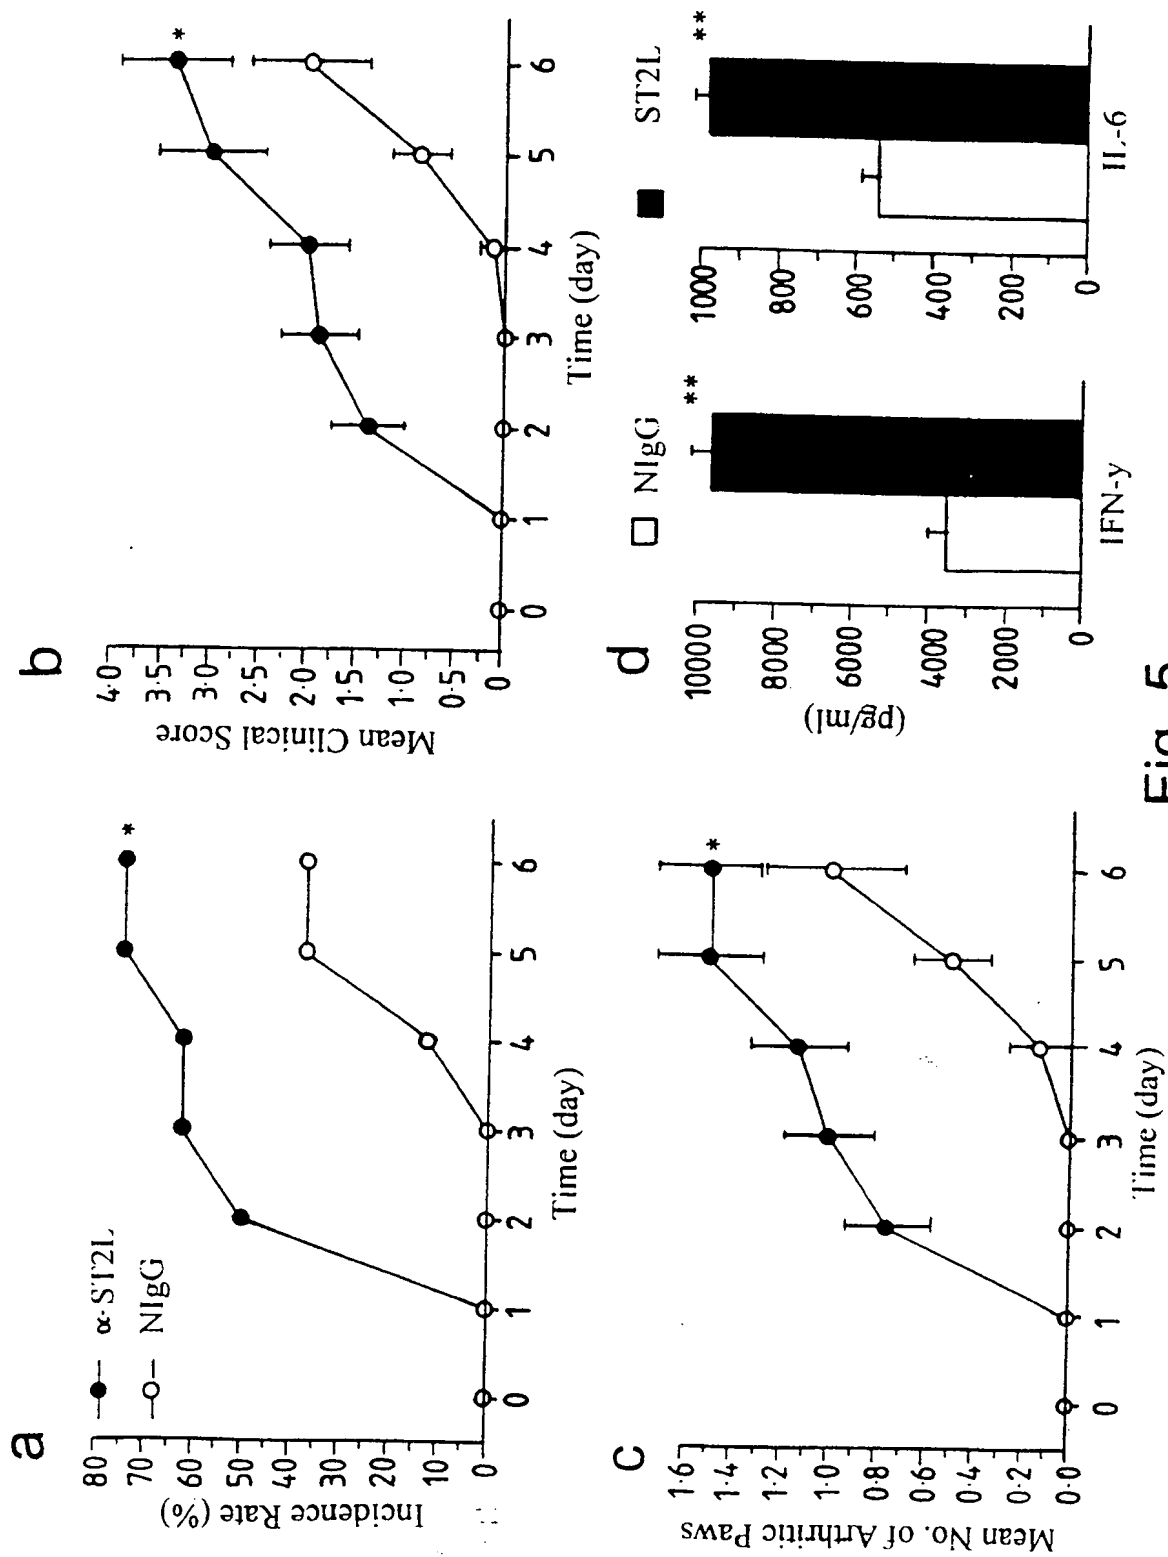 a
α-ST2L
NIgG
Incidence Rate (%)
80
70
60
50
40
30
20
10
0
0 1 2 3 4 5 6
*
Time (day)
b
Mean Clinical Score
4.0
3.5
3.0
2.5
2.0
1.5
1.0
0.5
0
0 1 2 3 4 5 6
*
Time (day)
c
Mean No. of Arthritic Paws
1.6
1.4
1.2
1.0
0.8
0.6
0.4
0.2
0.0
0 1 2 3 4 5 6
*
Time (day)
d
NIgG ST2L
(pg/ml)
10000
8000
6000
4000
2000
0
**
IFN-y
1000
800
600
400
200
0
**
IL-6
Fig. 5